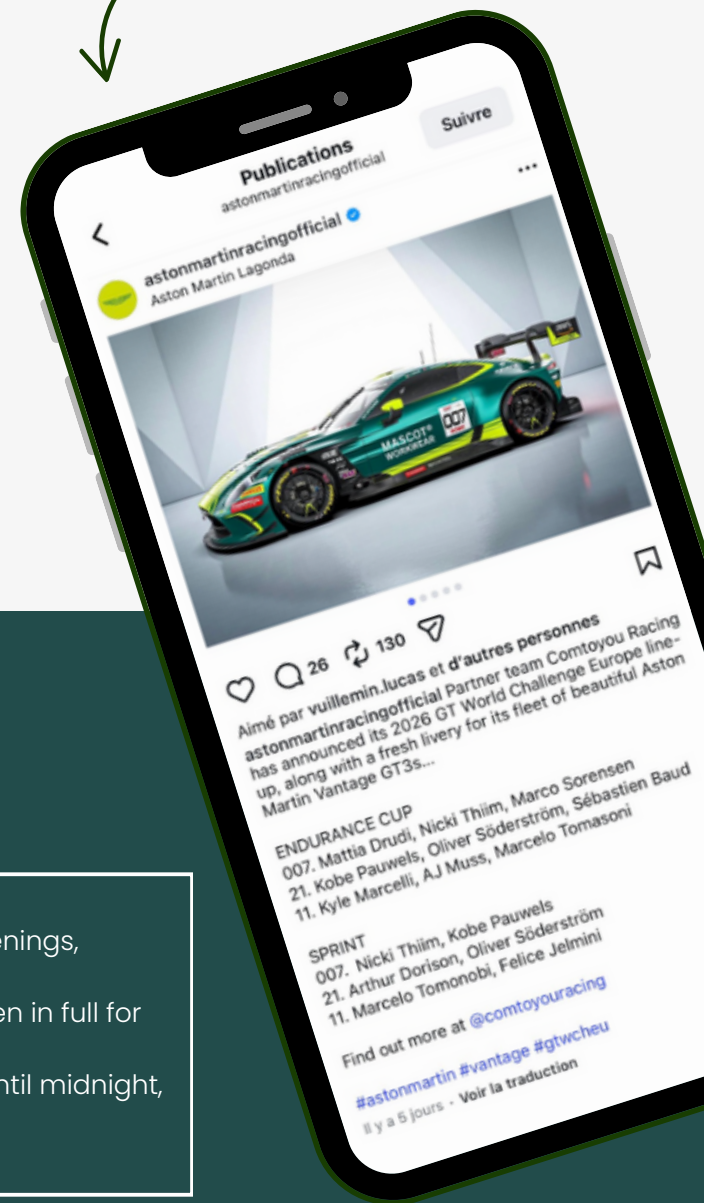 Suivre
Publications
astonmartinracingofficial
astonmartinracingofficial
Aston Martin Lagonda
MASCOT®
WORKWEAR
007
26
130
Aimé par vuillemin.lucas et d'autres personnes
astonmartinracingofficial Partner team Comtoyou Racing
has announced its 2026 GT World Challenge Europe line-
up, along with a fresh livery for its fleet of beautiful Aston
Martin Vantage GT3s...
ENDURANCE CUP
007. Mattia Drudi, Nicki Thiim, Marco Sorensen
21. Kobe Pauwels, Oliver Söderström, Sébastien Baud
11. Kyle Marcelli, AJ Muss, Marcelo Tomasoni
SPRINT
007. Nicki Thiim, Kobe Pauwels
21. Arthur Dorison, Oliver Söderström
11. Marcelo Tomonobi, Felice Jelmini
Find out more at @comtoyouracing
#astonmartin #vantage #gtwcheu
Il y a 5 jours · Voir la traduction
enings,
en in full for
ntil midnight,